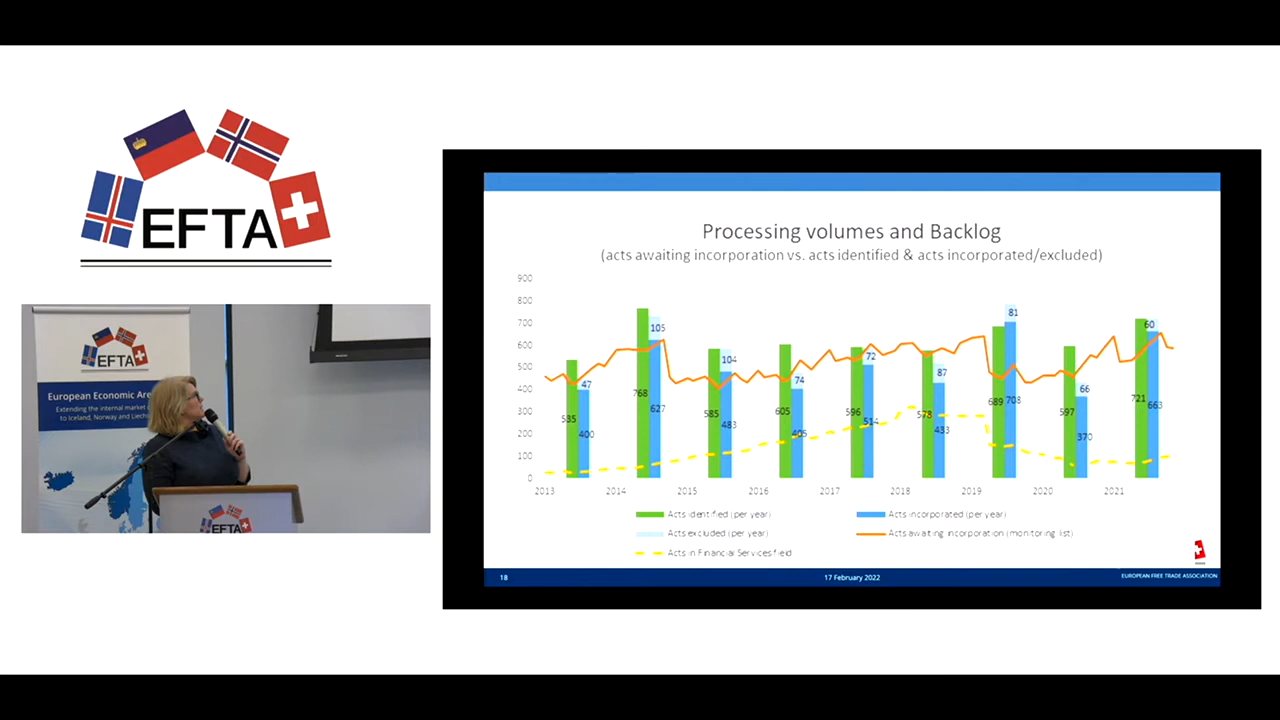 EFTA
EFTA
European Economic Are
Extending the internal market
to Iceland, Norway and Liech
EFTA
Processing volumes and Backlog
(acts awaiting incorporation vs. acts identified & acts incorporated/excluded)
900
800
700
600
500
400
300
200
100
0
535 400 47
768 627 105
585 483 104
605 405 74
596 514 72
578 433 87
689 708 81
597 370 66
721 663 60
2013 2014 2015 2016 2017 2018 2019 2020 2021
Acts identified (per year) Acts incorporated (per year)
Acts excluded (per year) Acts awaiting incorporation (monitoring list)
Acts in Financial Services field
18 17 February 2022 EUROPEAN FREE TRADE ASSOCIATION